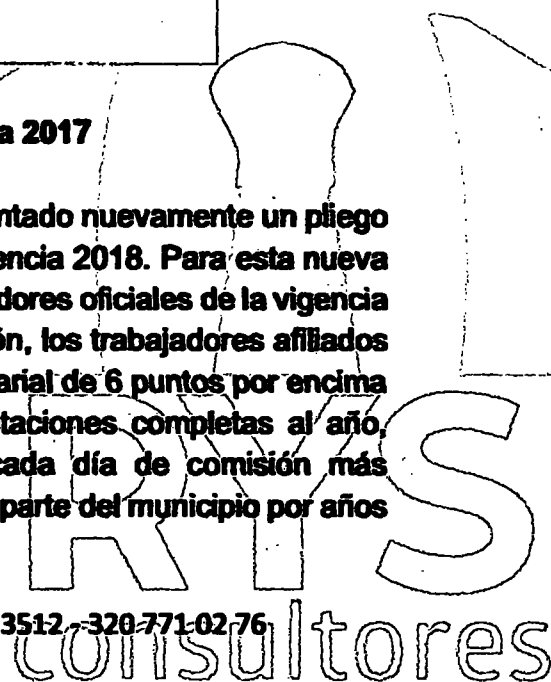 a 2017
ntado nuevamente un pliego
encia 2018. Para esta nueva
dores oficiales de la vigencia
ón, los trabajadores afiliados
arial de 6 puntos por encima
taciones completas al año,
cada día de comisión más
parte del municipio por años
3512 - 320 771 02 76
RYS
consultores